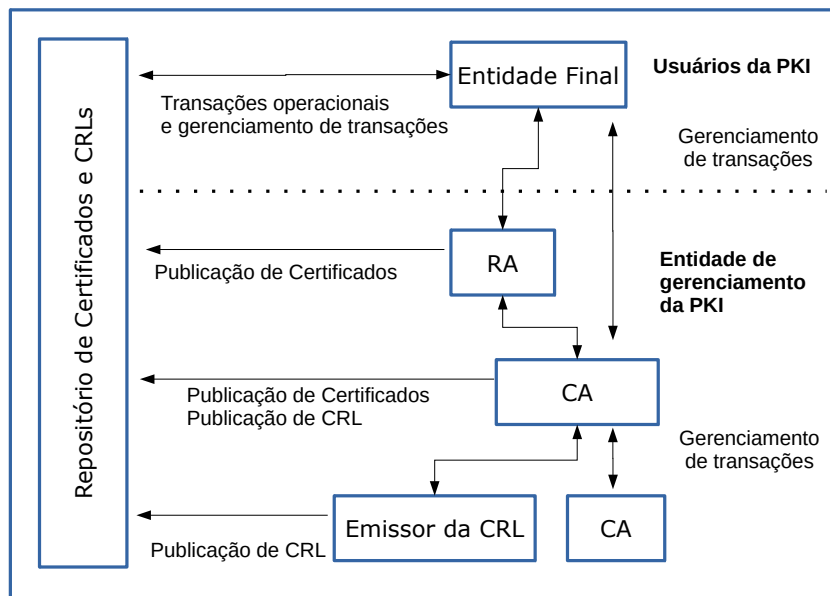 Repositório de Certificados e CRLs
Entidade Final
Usuários da PKI
Transações operacionais
e gerenciamento de transações
Gerenciamento
de transações
RA
Publicação de Certificados
Entidade de
gerenciamento
da PKI
CA
Publicação de Certificados
Publicação de CRL
Gerenciamento
de transações
Emissor da CRL
CA
Publicação de CRL